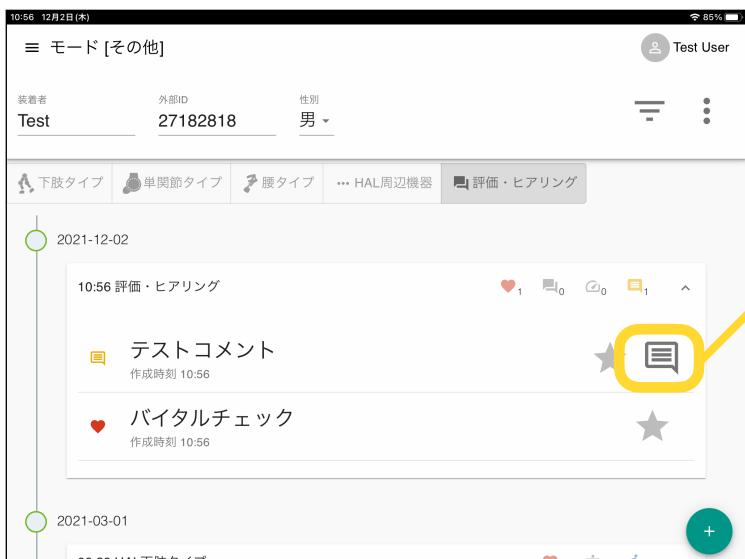 10:56 12月2日(木) 85%
モード [その他] Test User
装着者 外部ID 性別
Test 27182818 男
下肢タイプ 単関節タイプ 腰タイプ HAL周辺機器 評価・ヒアリング
2021-12-02
10:56 評価・ヒアリング 1 0 0 1
テストコメント
作成時刻 10:56
バイタルチェック
作成時刻 10:56
2021-03-01